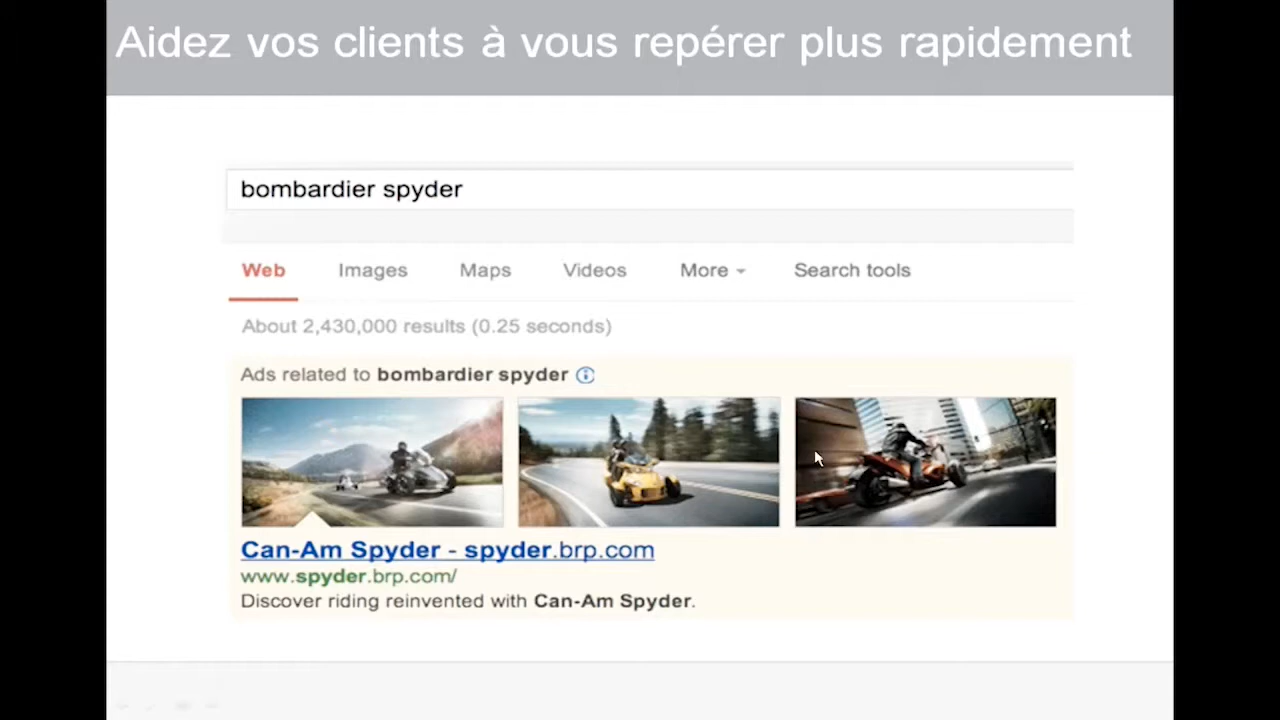 Aidez vos clients à vous repérer plus rapidement
bombardier spyder
Web Images Maps Videos More Search tools
About 2,430,000 results (0.25 seconds)
Ads related to bombardier spyder
Can-Am Spyder - spyder.brp.com
www.spyder.brp.com/
Discover riding reinvented with Can-Am Spyder.